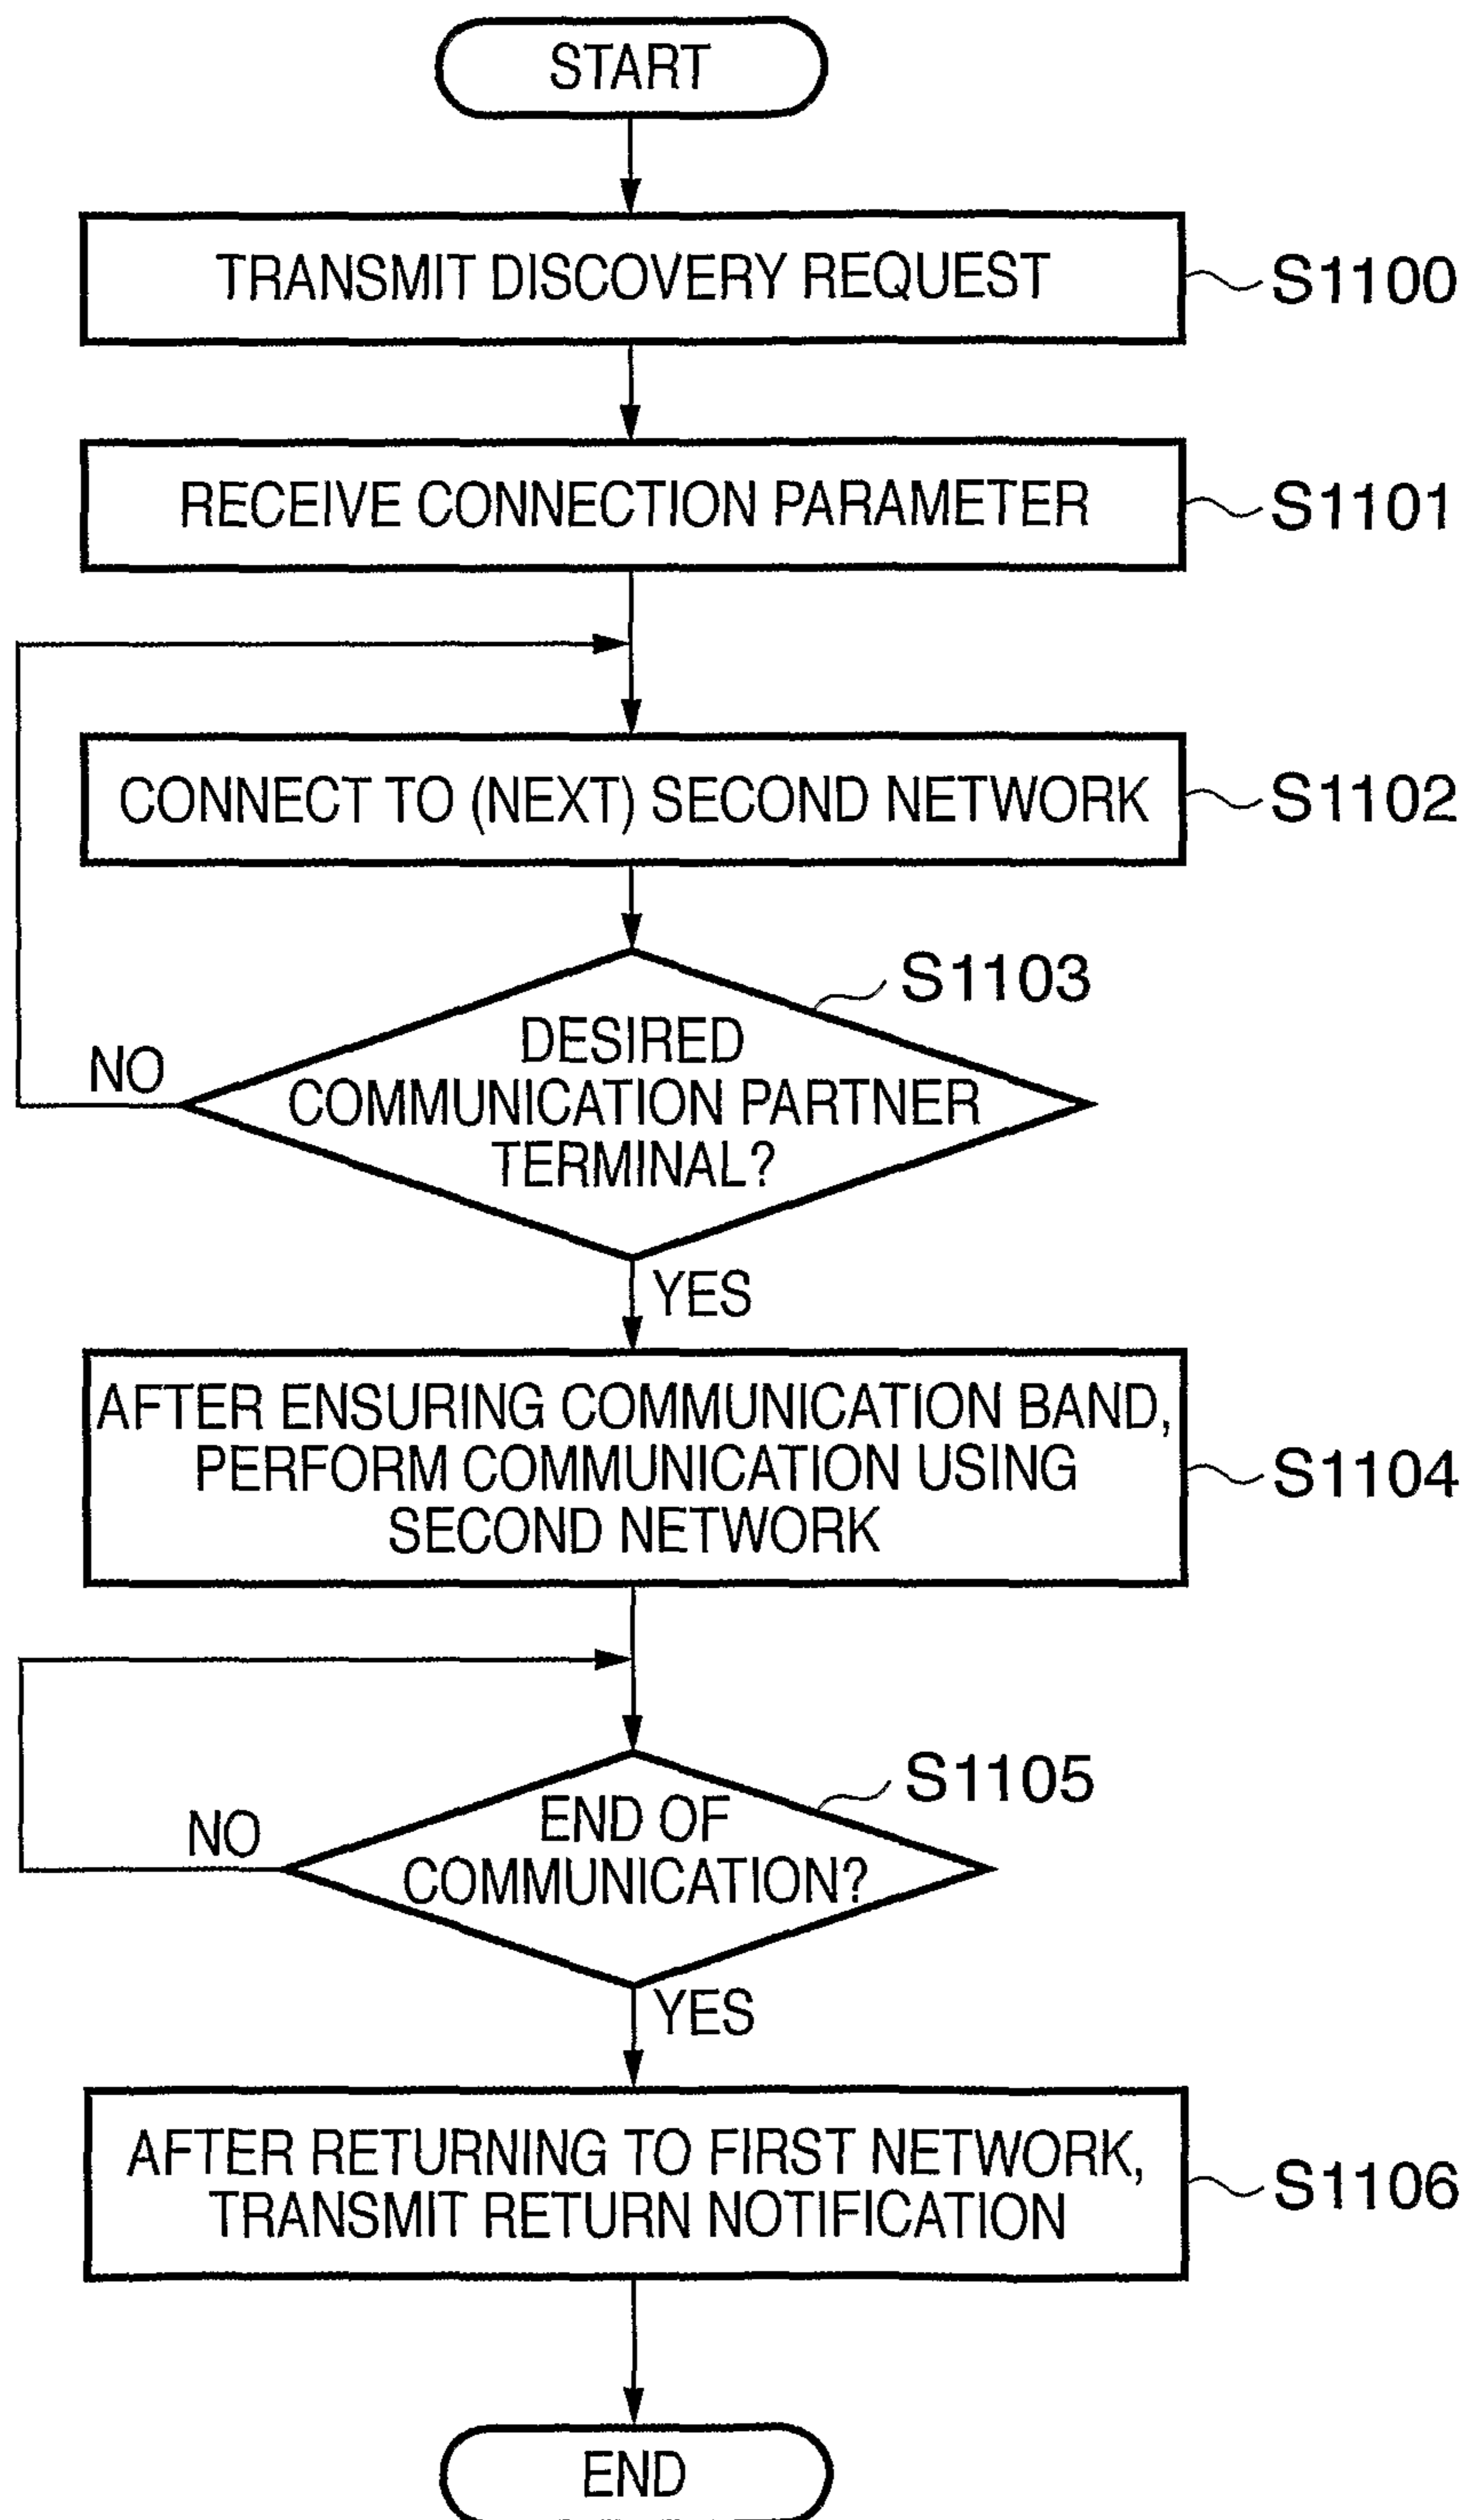 START
TRANSMIT DISCOVERY REQUEST
S1100
RECEIVE CONNECTION PARAMETER
S1101
CONNECT TO (NEXT) SECOND NETWORK
S1102
S1103
DESIRED
COMMUNICATION PARTNER
TERMINAL?
NO
YES
AFTER ENSURING COMMUNICATION BAND,
PERFORM COMMUNICATION USING
SECOND NETWORK
S1104
S1105
END OF
COMMUNICATION?
NO
YES
AFTER RETURNING TO FIRST NETWORK,
TRANSMIT RETURN NOTIFICATION
S1106
END